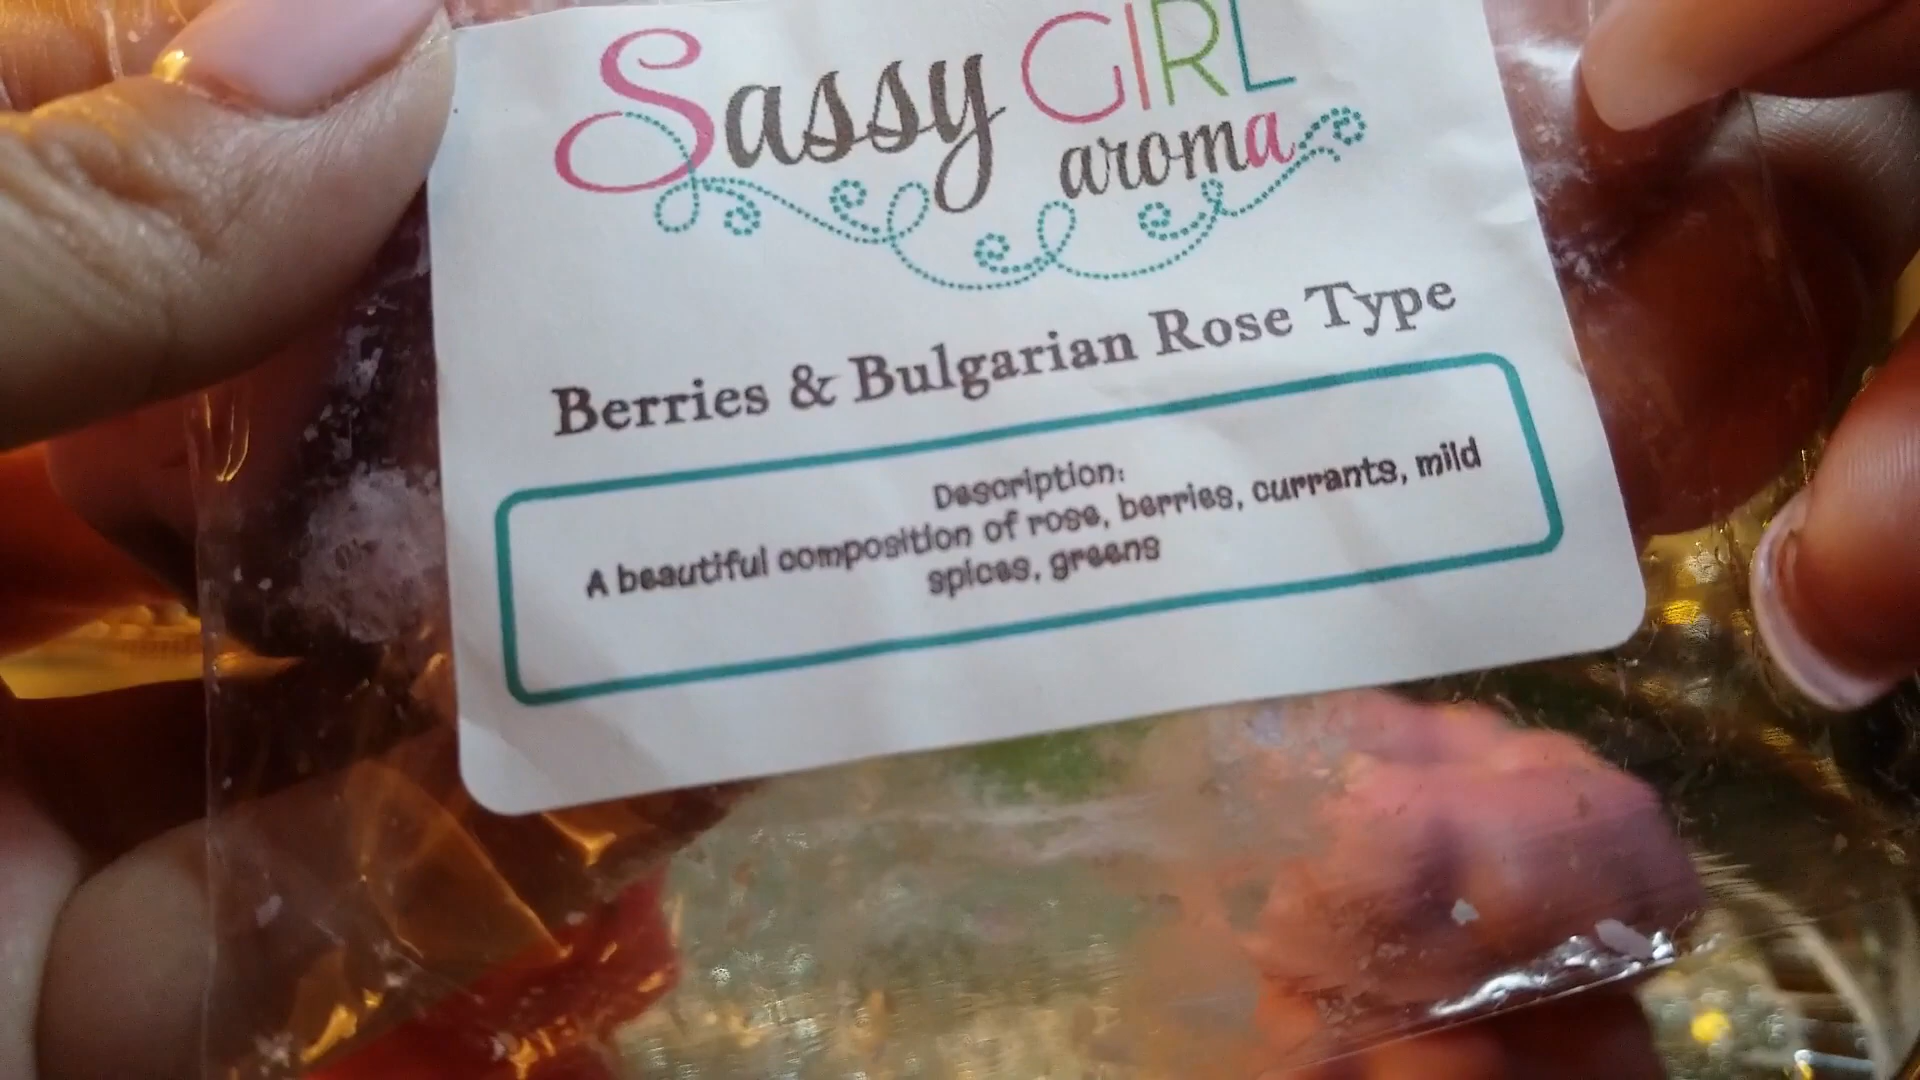 Sassy GIRL
aroma
Berries & Bulgarian Rose Type
Description:
A beautiful composition of rose, berries, currants, mild
spices, greens